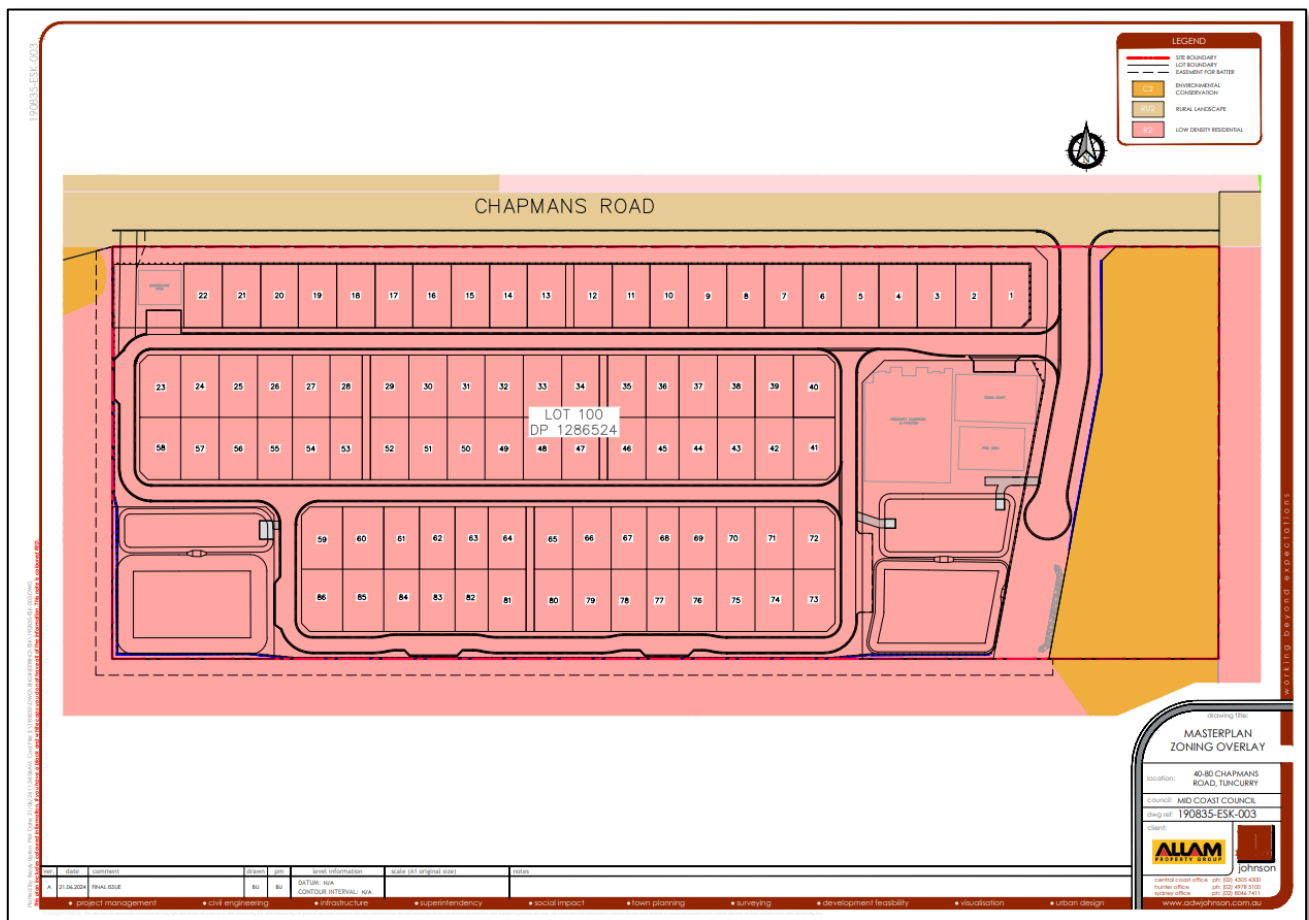 190835-ESK-003
LEGEND
SITE BOUNDARY
LOT BOUNDARY
EASEMENT FOR BATTER
C2
ENVIRONMENTAL
CONSERVATION
RU2
RURAL LANDSCAPE
R2
LOW DENSITY RESIDENTIAL
N
CHAPMANS ROAD
22 21 20 19 18 17 16 15 14 13 12 11 10 9 8 7 6 5 4 3 2 1
23 24 25 26 27 28 29 30 31 32 33 34 35 36 37 38 39 40
LOT 100
DP 1286524
58 57 56 55 54 53 52 51 50 49 48 47 46 45 44 43 42 41
59 60 61 62 63 64 65 66 67 68 69 70 71 72
86 85 84 83 82 81 80 79 78 77 76 75 74 73
working beyond expectations
drawing title:
MASTERPLAN
ZONING OVERLAY
location:
40-80 CHAPMANS
ROAD, TUNCURRY
council: MID COAST COUNCIL
dwg ref: 190835-ESK-003
client:
ALLAM
PROPERTY GROUP
johnson
central coast office ph: (02) 4305 4300
hunter office ph: (02) 4978 5100
sydney office ph: (02) 8046 7411
www.adwjohnson.com.au
ver. date comment drawn pm level information scale (A1 original size) notes
A 21.06.2024 FINAL ISSUE BU BU DATUM: N/A
CONTOUR INTERVAL: N/A
• project management • civil engineering • infrastructure • superintendency • social impact • town planning • surveying • development feasibility • visualisation • urban design